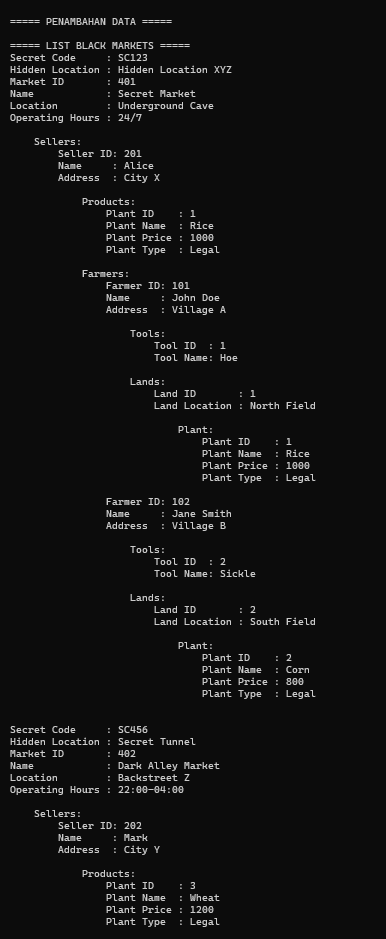 ===== PENAMBAHAN DATA =====
===== LIST BLACK MARKETS =====
Secret Code     : SC123
Hidden Location : Hidden Location XYZ
Market ID       : 401
Name            : Secret Market
Location        : Underground Cave
Operating Hours : 24/7
Sellers:
Seller ID: 201
Name     : Alice
Address  : City X
Products:
Plant ID    : 1
Plant Name  : Rice
Plant Price : 1000
Plant Type  : Legal
Farmers:
Farmer ID: 101
Name     : John Doe
Address  : Village A
Tools:
Tool ID  : 1
Tool Name: Hoe
Lands:
Land ID       : 1
Land Location : North Field
Plant:
Plant ID    : 1
Plant Name  : Rice
Plant Price : 1000
Plant Type  : Legal
Farmer ID: 102
Name     : Jane Smith
Address  : Village B
Tools:
Tool ID  : 2
Tool Name: Sickle
Lands:
Land ID       : 2
Land Location : South Field
Plant:
Plant ID    : 2
Plant Name  : Corn
Plant Price : 800
Plant Type  : Legal
Secret Code     : SC456
Hidden Location : Secret Tunnel
Market ID       : 402
Name            : Dark Alley Market
Location        : Backstreet Z
Operating Hours : 22:00-04:00
Sellers:
Seller ID: 202
Name     : Mark
Address  : City Y
Products:
Plant ID    : 3
Plant Name  : Wheat
Plant Price : 1200
Plant Type  : Legal